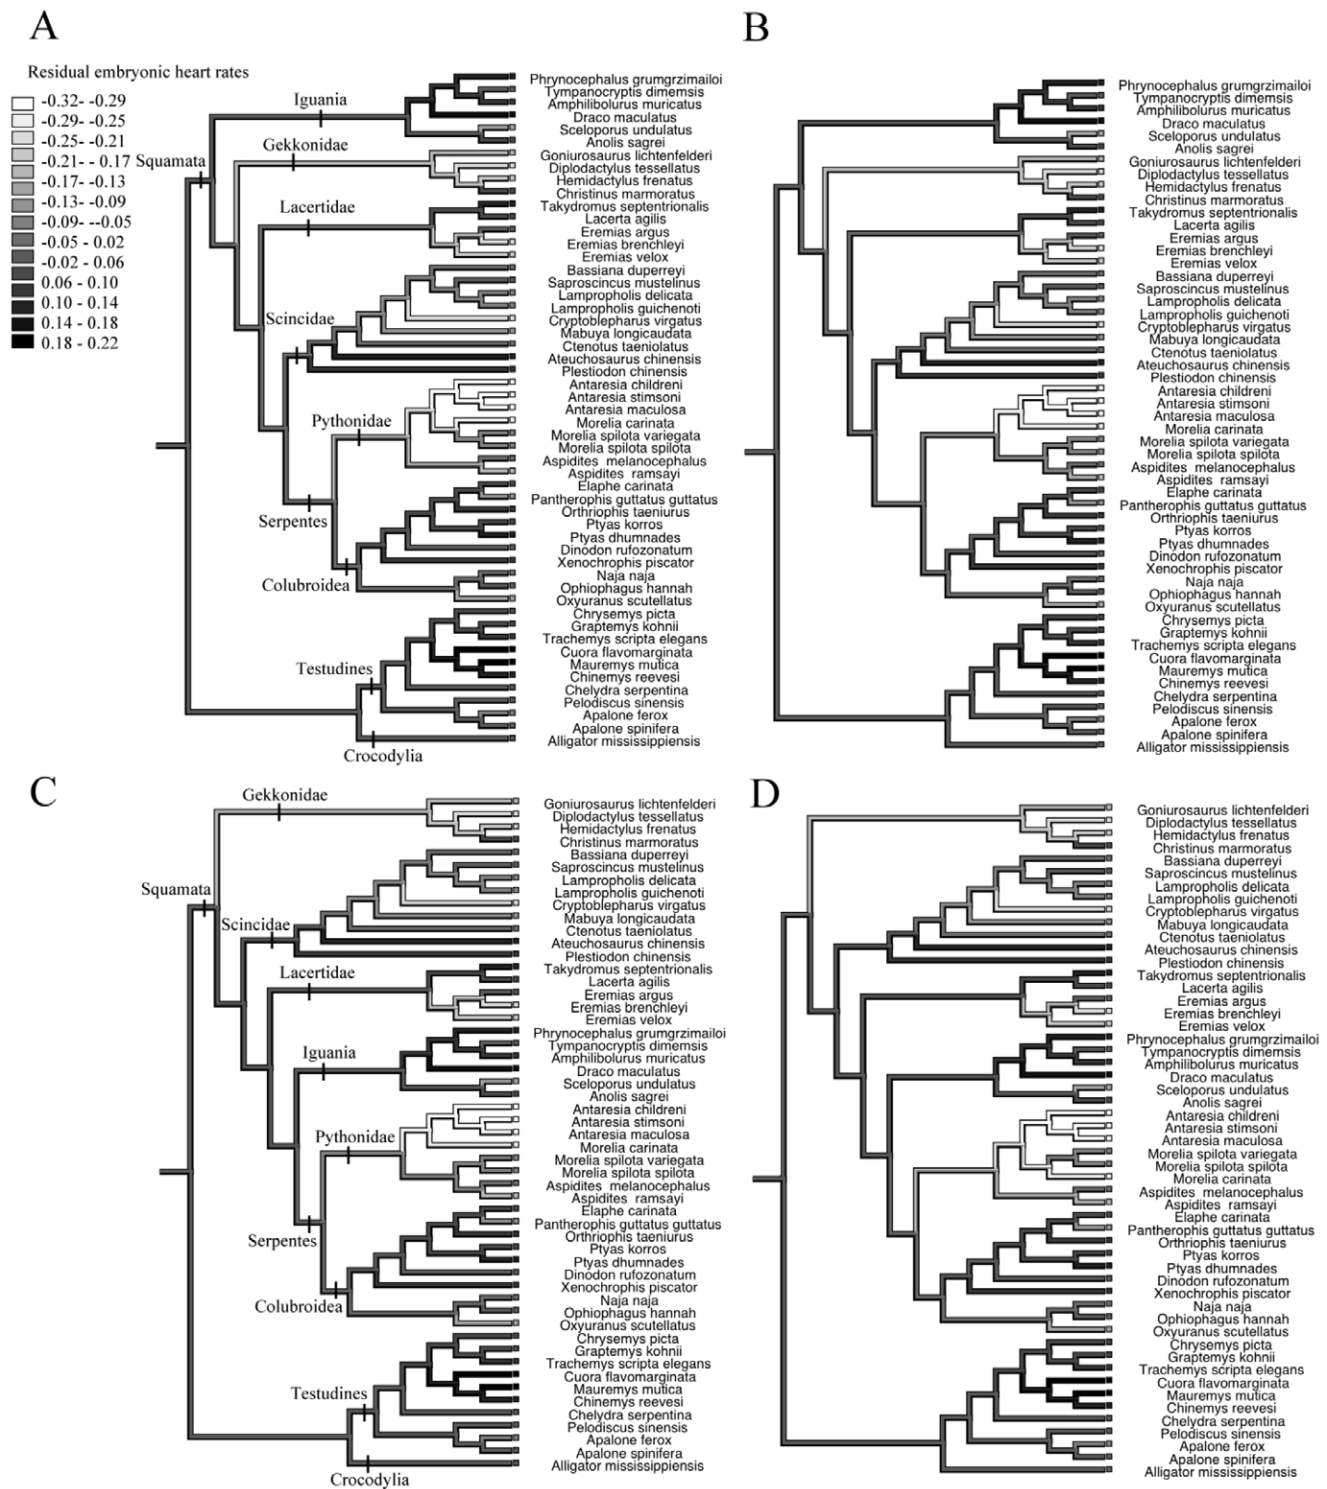 A
Residual embryonic heart rates
-0.32- -0.29
-0.29- -0.25
-0.25- -0.21
-0.21- - 0.17
-0.17- -0.13
-0.13- -0.09
-0.09- --0.05
-0.05 - 0.02
-0.02 - 0.06
0.06 - 0.10
0.10 - 0.14
0.14 - 0.18
0.18 - 0.22
Squamata
Iguania
Gekkonidae
Lacertidae
Scincidae
Pythonidae
Serpentes
Colubroidea
Testudines
Crocodylia
Phrynocephalus grumgrzimailoi
Tympanocryptis dimemsis
Amphilibolurus muricatus
Draco maculatus
Sceloporus undulatus
Anolis sagrei
Goniurosaurus lichtenfelderi
Diplodactylus tessellatus
Hemidactylus frenatus
Christinus marmoratus
Takydromus septentrionalis
Lacerta agilis
Eremias argus
Eremias brenchleyi
Eremias velox
Bassiana duperreyi
Saproscincus mustelinus
Lampropholis delicata
Lampropholis guichenoti
Cryptoblepharus virgatus
Mabuya longicaudata
Ctenotus taeniolatus
Ateuchosaurus chinensis
Plestiodon chinensis
Antaresia childreni
Antaresia stimsoni
Antaresia maculosa
Morelia carinata
Morelia spilota variegata
Morelia spilota spilota
Aspidites melanocephalus
Aspidites ramsayi
Elaphe carinata
Pantherophis guttatus guttatus
Orthriophis taeniurus
Ptyas korros
Ptyas dhumnades
Dinodon rufozonatum
Xenochrophis piscator
Naja naja
Ophiophagus hannah
Oxyuranus scutellatus
Chrysemys picta
Graptemys kohnii
Trachemys scripta elegans
Cuora flavomarginata
Mauremys mutica
Chinemys reevesi
Chelydra serpentina
Pelodiscus sinensis
Apalone ferox
Apalone spinifera
Alligator mississippiensis
B
Phrynocephalus grumgrzimailoi
Tympanocryptis dimemsis
Amphilibolurus muricatus
Draco maculatus
Sceloporus undulatus
Anolis sagrei
Goniurosaurus lichtenfelderi
Diplodactylus tessellatus
Hemidactylus frenatus
Christinus marmoratus
Takydromus septentrionalis
Lacerta agilis
Eremias argus
Eremias brenchleyi
Eremias velox
Bassiana duperreyi
Saproscincus mustelinus
Lampropholis delicata
Lampropholis guichenoti
Cryptoblepharus virgatus
Mabuya longicaudata
Ctenotus taeniolatus
Ateuchosaurus chinensis
Plestiodon chinensis
Antaresia childreni
Antaresia stimsoni
Antaresia maculosa
Morelia carinata
Morelia spilota variegata
Morelia spilota spilota
Aspidites melanocephalus
Aspidites ramsayi
Elaphe carinata
Pantherophis guttatus guttatus
Orthriophis taeniurus
Ptyas korros
Ptyas dhumnades
Dinodon rufozonatum
Xenochrophis piscator
Naja naja
Ophiophagus hannah
Oxyuranus scutellatus
Chrysemys picta
Graptemys kohnii
Trachemys scripta elegans
Cuora flavomarginata
Mauremys mutica
Chinemys reevesi
Chelydra serpentina
Pelodiscus sinensis
Apalone ferox
Apalone spinifera
Alligator mississippiensis
C
Gekkonidae
Squamata
Scincidae
Lacertidae
Iguania
Pythonidae
Serpentes
Colubroidea
Testudines
Crocodylia
Goniurosaurus lichtenfelderi
Diplodactylus tessellatus
Hemidactylus frenatus
Christinus marmoratus
Bassiana duperreyi
Saproscincus mustelinus
Lampropholis delicata
Lampropholis guichenoti
Cryptoblepharus virgatus
Mabuya longicaudata
Ctenotus taeniolatus
Ateuchosaurus chinensis
Plestiodon chinensis
Takydromus septentrionalis
Lacerta agilis
Eremias argus
Eremias brenchleyi
Eremias velox
Phrynocephalus grumgrzimailoi
Tympanocryptis dimemsis
Amphilibolurus muricatus
Draco maculatus
Sceloporus undulatus
Anolis sagrei
Antaresia childreni
Antaresia stimsoni
Antaresia maculosa
Morelia carinata
Morelia spilota variegata
Morelia spilota spilota
Aspidites melanocephalus
Aspidites ramsayi
Elaphe carinata
Pantherophis guttatus guttatus
Orthriophis taeniurus
Ptyas korros
Ptyas dhumnades
Dinodon rufozonatum
Xenochrophis piscator
Naja naja
Ophiophagus hannah
Oxyuranus scutellatus
Chrysemys picta
Graptemys kohnii
Trachemys scripta elegans
Cuora flavomarginata
Mauremys mutica
Chinemys reevesi
Chelydra serpentina
Pelodiscus sinensis
Apalone ferox
Apalone spinifera
Alligator mississippiensis
D
Goniurosaurus lichtenfelderi
Diplodactylus tessellatus
Hemidactylus frenatus
Christinus marmoratus
Bassiana duperreyi
Saproscincus mustelinus
Lampropholis delicata
Lampropholis guichenoti
Cryptoblepharus virgatus
Mabuya longicaudata
Ctenotus taeniolatus
Ateuchosaurus chinensis
Plestiodon chinensis
Takydromus septentrionalis
Lacerta agilis
Eremias argus
Eremias brenchleyi
Eremias velox
Phrynocephalus grumgrzimailoi
Tympanocryptis dimemsis
Amphilibolurus muricatus
Draco maculatus
Sceloporus undulatus
Anolis sagrei
Antaresia childreni
Antaresia stimsoni
Antaresia maculosa
Morelia spilota variegata
Morelia spilota spilota
Morelia carinata
Aspidites melanocephalus
Aspidites ramsayi
Elaphe carinata
Pantherophis guttatus guttatus
Orthriophis taeniurus
Ptyas korros
Ptyas dhumnades
Dinodon rufozonatum
Xenochrophis piscator
Naja naja
Ophiophagus hannah
Oxyuranus scutellatus
Chrysemys picta
Graptemys kohnii
Trachemys scripta elegans
Cuora flavomarginata
Mauremys mutica
Chinemys reevesi
Chelydra serpentina
Pelodiscus sinensis
Apalone ferox
Apalone spinifera
Alligator mississippiensis